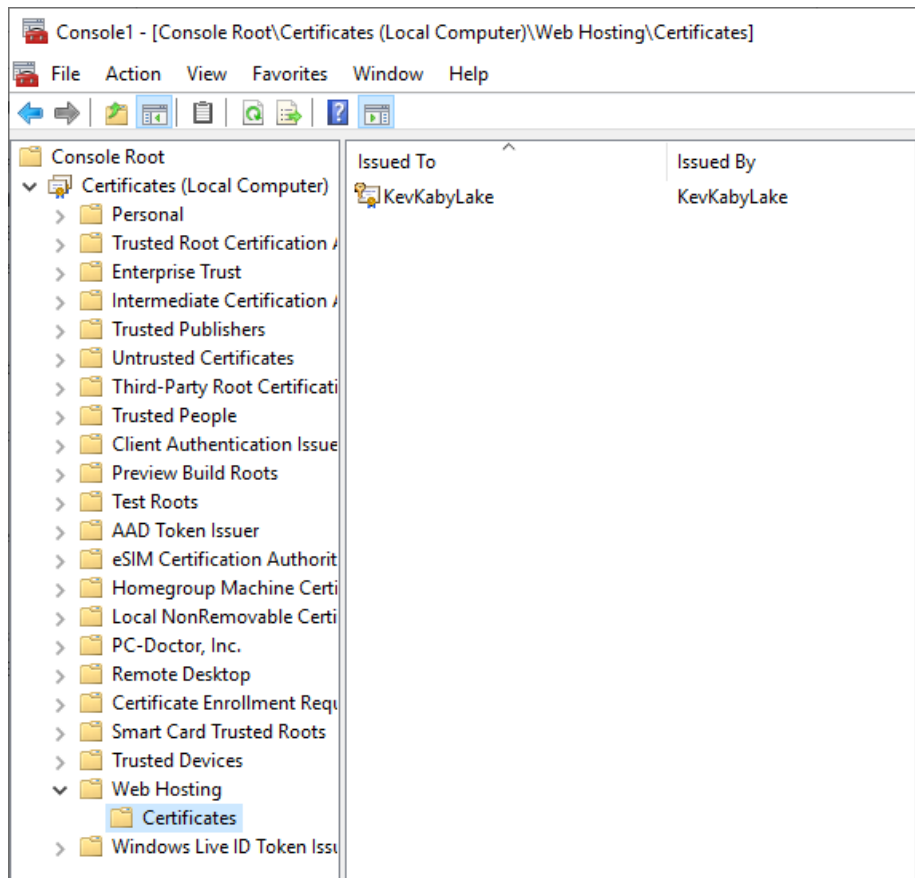 Console1 - [Console Root\Certificates (Local Computer)\Web Hosting\Certificates]
File Action View Favorites Window Help
Console Root
Certificates (Local Computer)
Personal
Trusted Root Certification A
Enterprise Trust
Intermediate Certification A
Trusted Publishers
Untrusted Certificates
Third-Party Root Certificati
Trusted People
Client Authentication Issue
Preview Build Roots
Test Roots
AAD Token Issuer
eSIM Certification Authorit
Homegroup Machine Certi
Local NonRemovable Certi
PC-Doctor, Inc.
Remote Desktop
Certificate Enrollment Requ
Smart Card Trusted Roots
Trusted Devices
Web Hosting
Certificates
Windows Live ID Token Issu
Issued To Issued By
KevKabyLake KevKabyLake